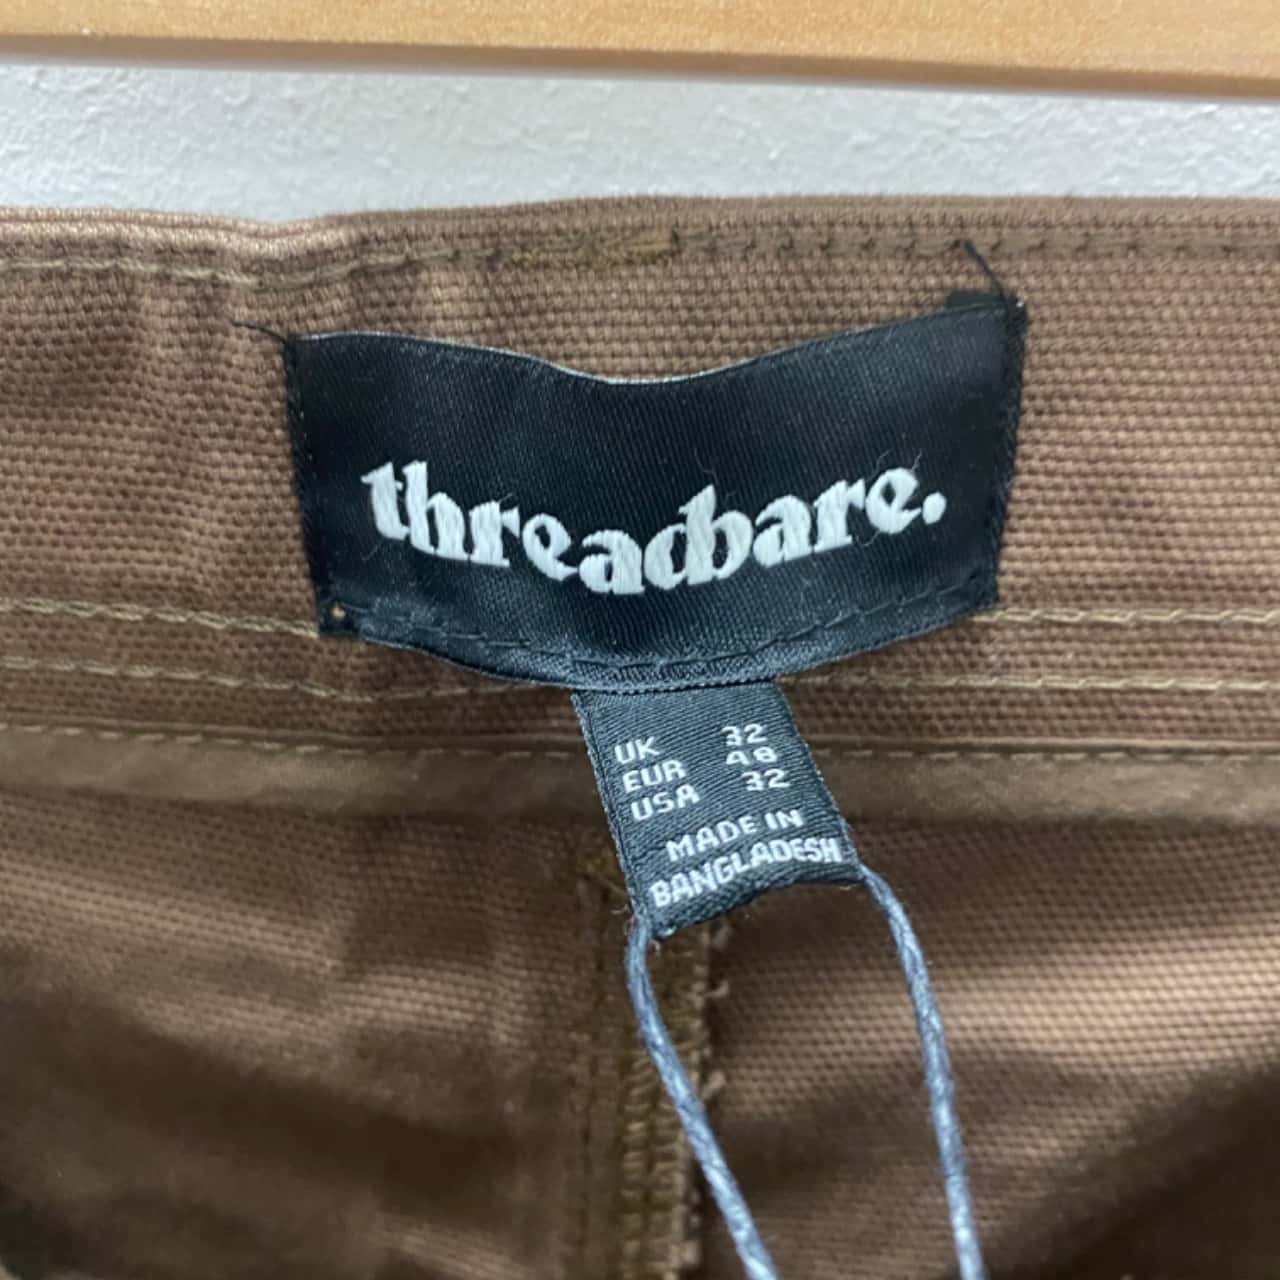 threadbare.
UK 32
EUR 48
USA 32
MADE IN
BANGLADESH